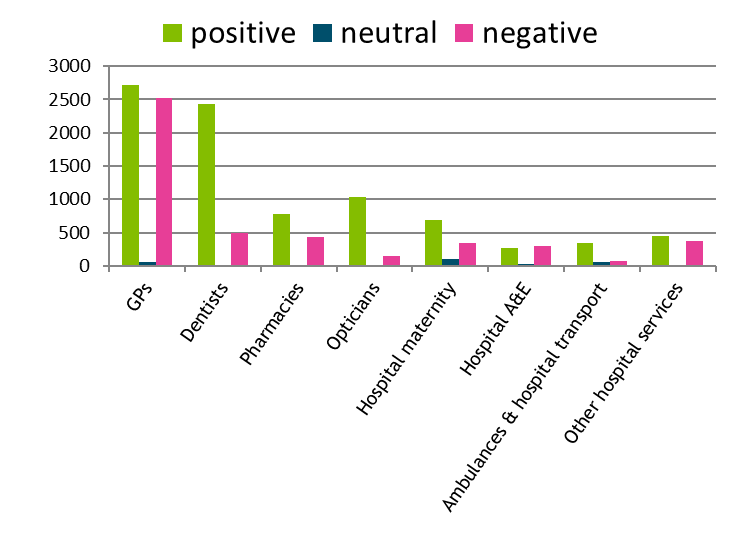 positive neutral negative
3000
2500
2000
1500
1000
500
0
GPs
Dentists
Pharmacies
Opticians
Hospital maternity
Hospital A&E
Ambulances & hospital transport
Other hospital services